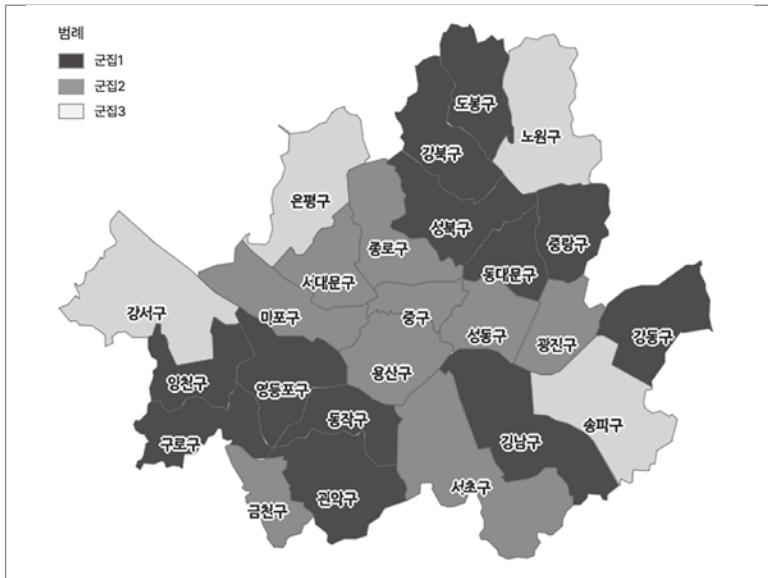 범례
군집1
군집2
군집3
도봉구
노원구
강북구
은평구
성북구
중랑구
종로구
동대문구
서대문구
강서구
마포구
중구
성동구
광진구
강동구
용산구
양천구
영등포구
동작구
송파구
구로구
강남구
서초구
관악구
금천구